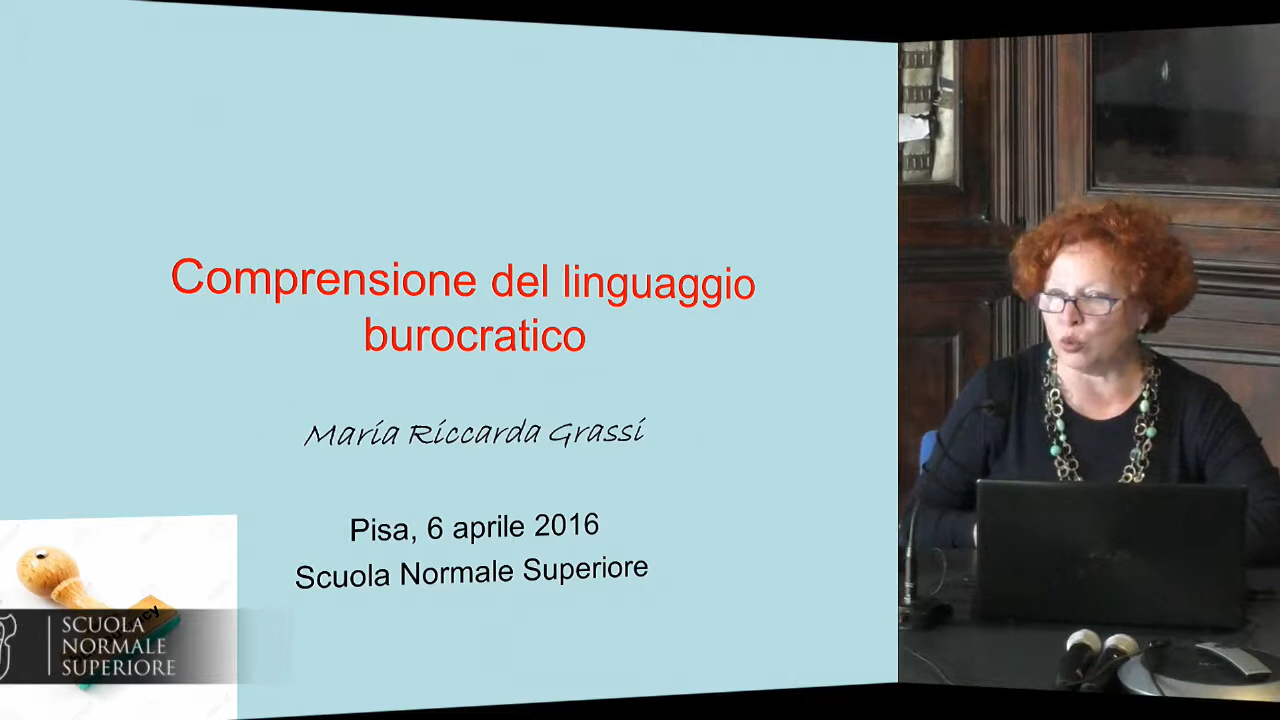 Comprensione del linguaggio
burocratico
Maria Riccarda Grassi
Pisa, 6 aprile 2016
Scuola Normale Superiore
SCUOLA
NORMALE
SUPERIORE